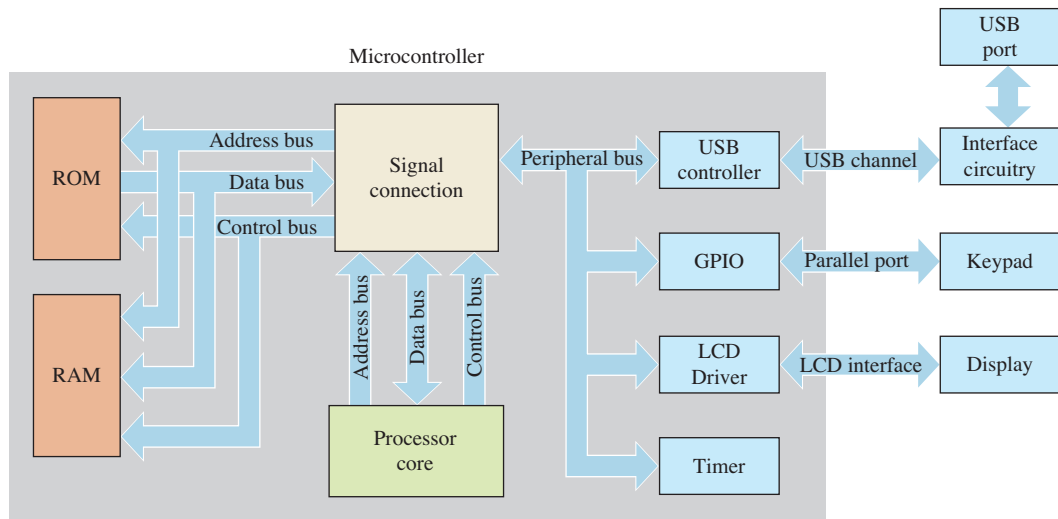 USB
port
Microcontroller
ROM
Address bus
Data bus
Control bus
Signal
connection
Peripheral bus
USB
controller
USB channel
Interface
circuitry
GPIO
Parallel port
Keypad
RAM
Address bus
Data bus
Control bus
LCD
Driver
LCD interface
Display
Processor
core
Timer